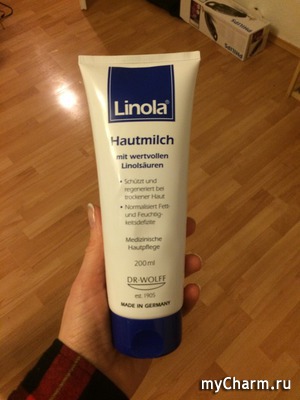 Linola®
Hautmilch
mit wertvollen
Linolsäuren
• Schützt und
regeneriert bei
trockener Haut
• Normalisiert Fett-
und Feuchtig-
keitsdefizite
Medizinische
Hautpflege
200 ml
DR·WOLFF
est. 1905
MADE IN GERMANY
PHILIPS
myCharm.ru